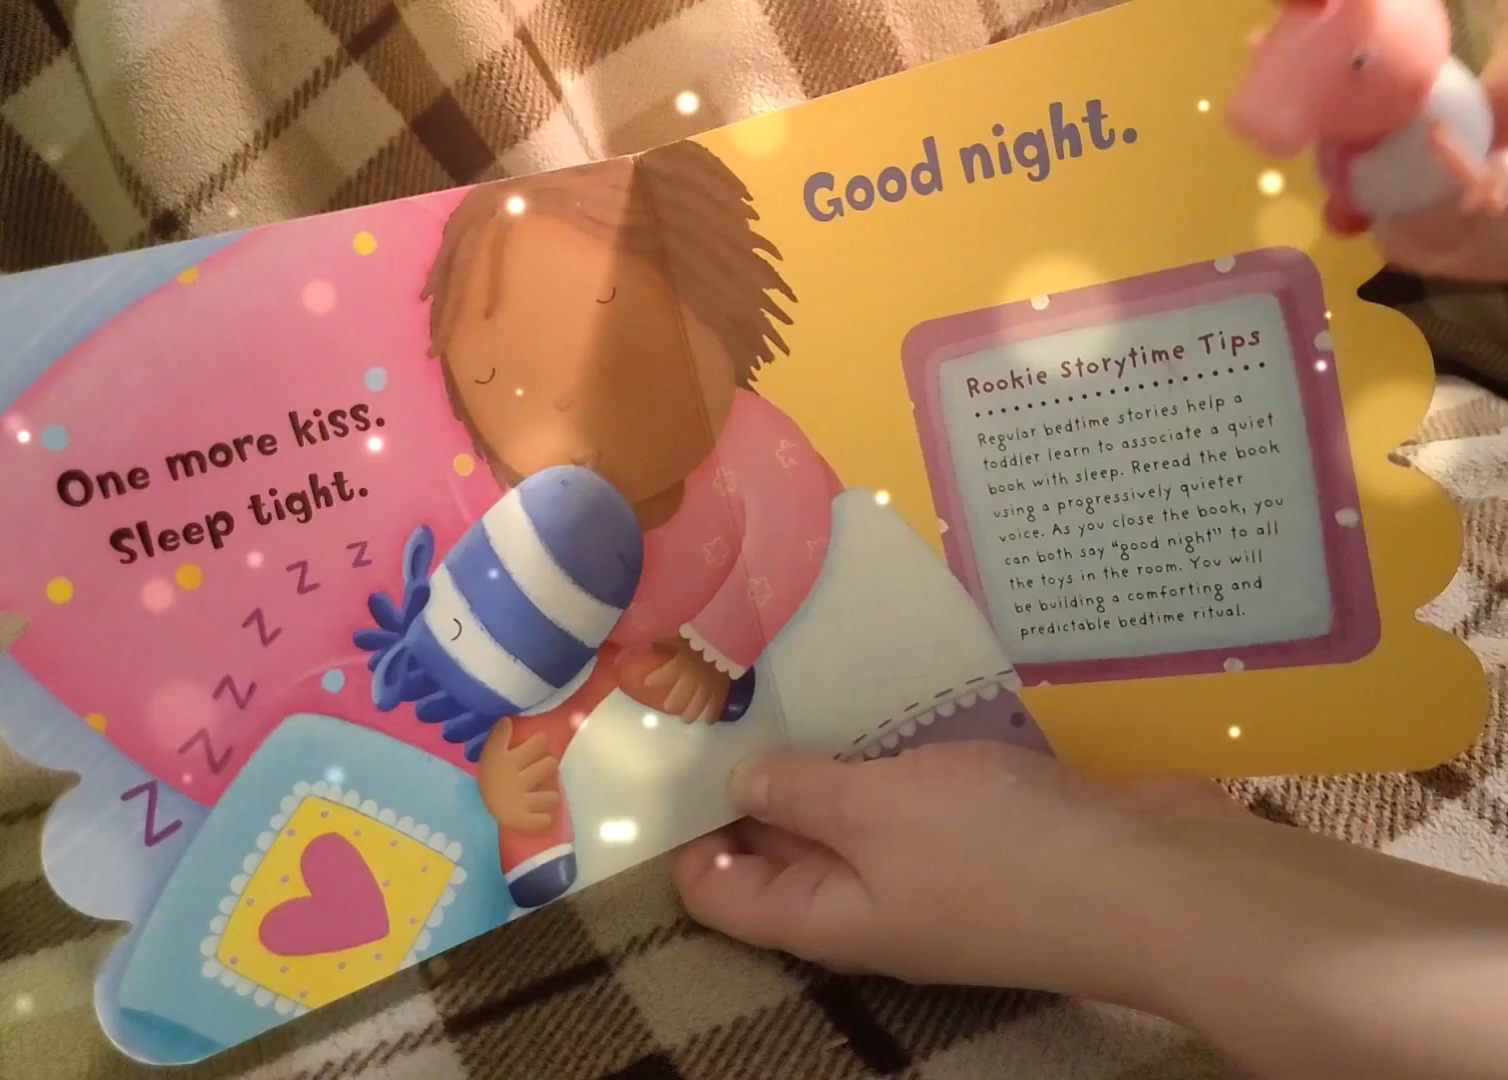 One more kiss.
Sleep tight.
z
z
z
z
z
Z
Good night.
Rookie Storytime Tips
Regular bedtime stories help a
toddler learn to associate a quiet
book with sleep. Reread the book
using a progressively quieter
voice. As you close the book, you
can both say “good night” to all
the toys in the room. You will
be building a comforting and
predictable bedtime ritual.